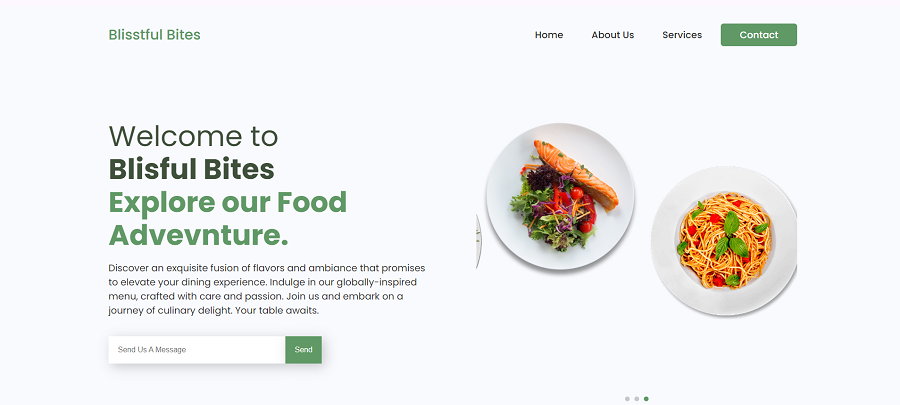 Blisstful Bites
Home About Us Services Contact
Welcome to
Blisful Bites
Explore our Food
Advevnture.
Discover an exquisite fusion of flavors and ambiance that promises
to elevate your dining experience. Indulge in our globally-inspired
menu, crafted with care and passion. Join us and embark on a
journey of culinary delight. Your table awaits.
Send Us A Message Send